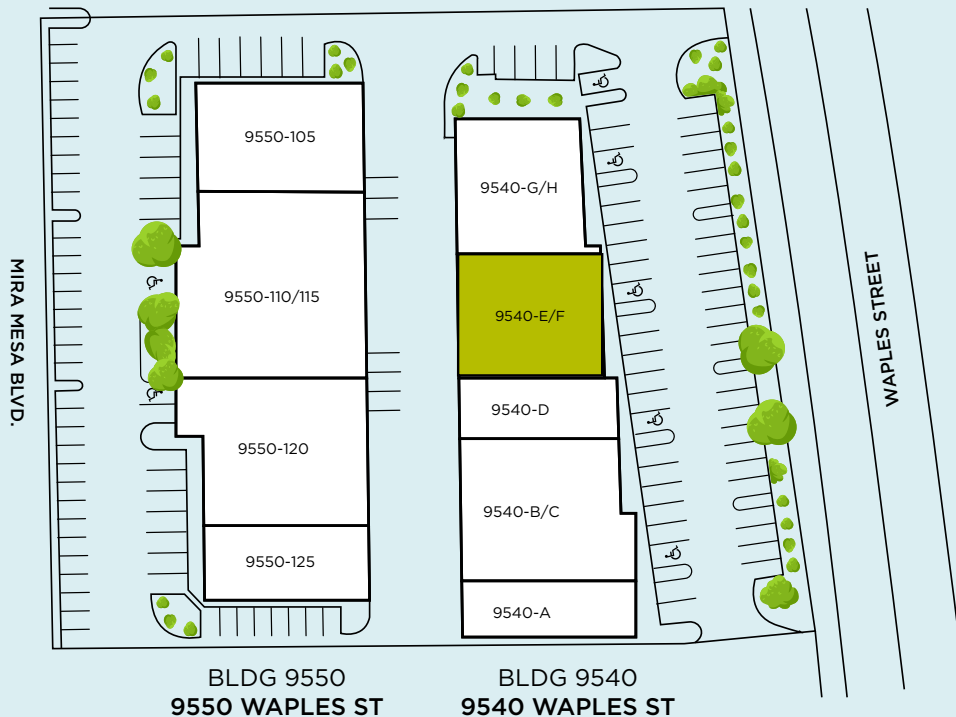 9550-105
9540-G/H
9550-110/115
9540-E/F
9540-D
9550-120
9540-B/C
9550-125
9540-A
MIRA MESA BLVD.
WAPLES STREET
BLDG 9550
9550 WAPLES ST
BLDG 9540
9540 WAPLES ST